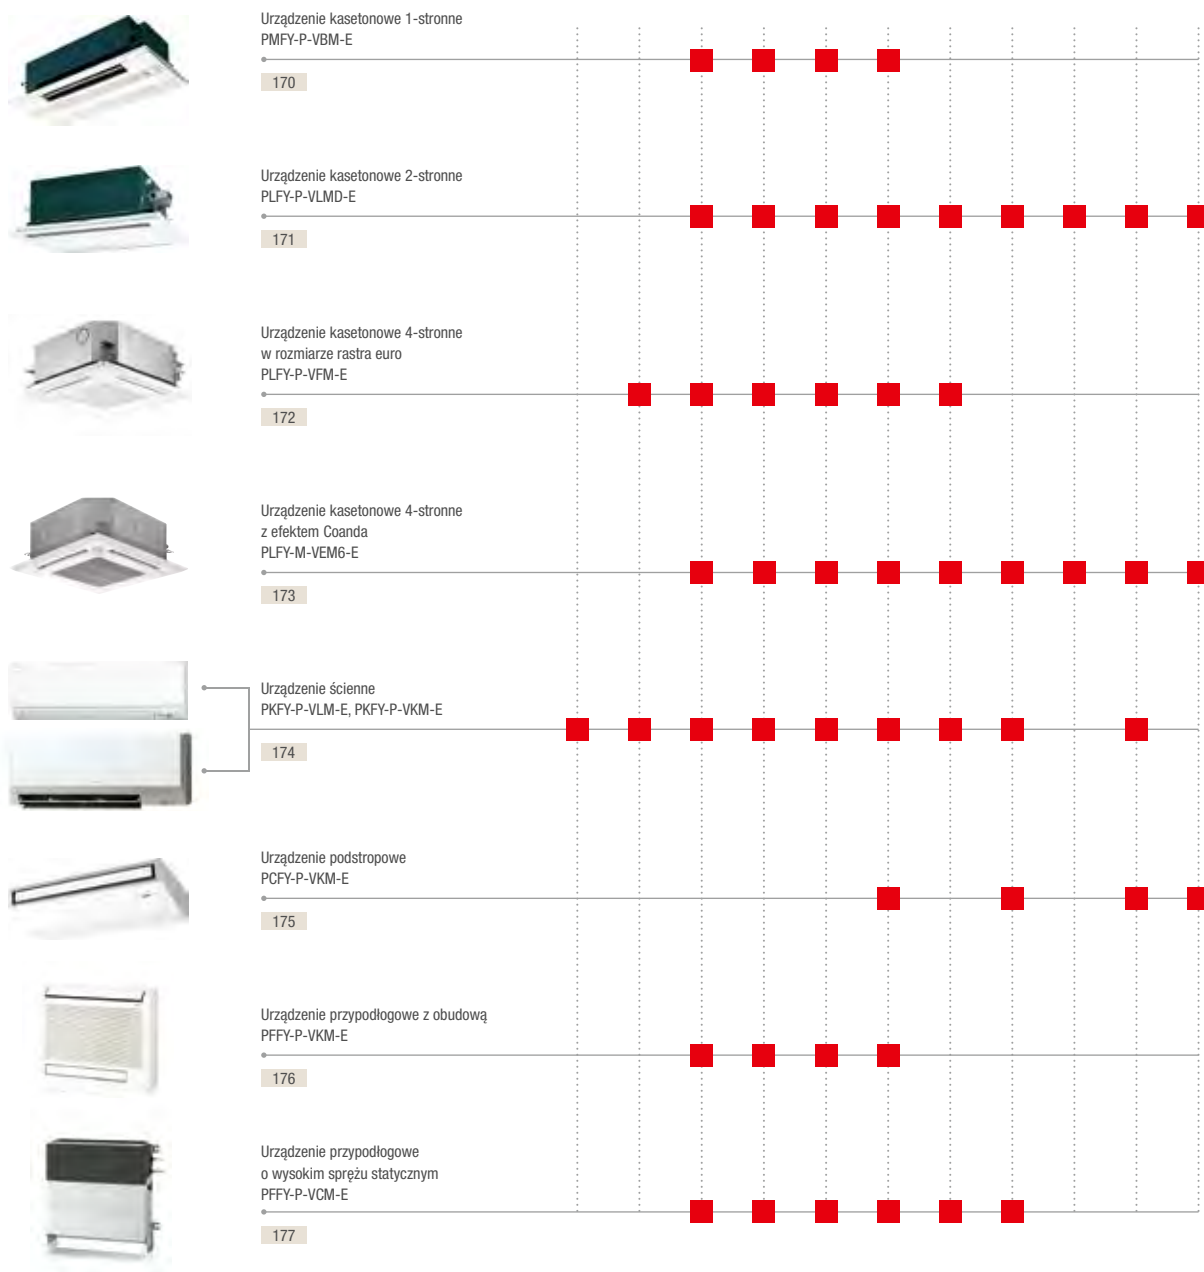 Urządzenie kasetonowe 1-stronne
PMFY-P-VBM-E
170
Urządzenie kasetonowe 2-stronne
PLFY-P-VLMD-E
171
Urządzenie kasetonowe 4-stronne
w rozmiarze rastra euro
PLFY-P-VFM-E
172
Urządzenie kasetonowe 4-stronne
z efektem Coanda
PLFY-M-VEM6-E
173
Urządzenie ścienne
PKFY-P-VLM-E, PKFY-P-VKM-E
174
Urządzenie podstropowe
PCFY-P-VKM-E
175
Urządzenie przypodłogowe z obudową
PFFY-P-VKM-E
176
Urządzenie przypodłogowe
o wysokim sprężu statycznym
PFFY-P-VCM-E
177